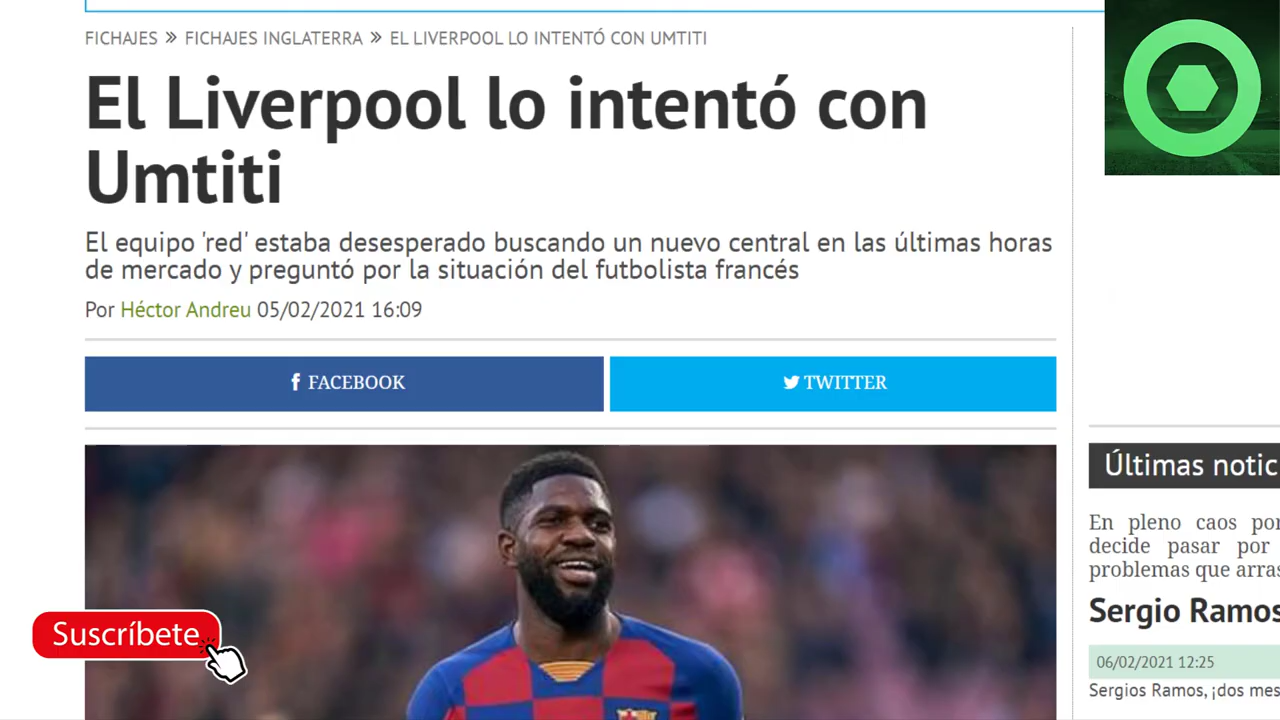 FICHAJES » FICHAJES INGLATERRA » EL LIVERPOOL LO INTENTÓ CON UMTITI
El Liverpool lo intentó con
Umtiti
El equipo 'red' estaba desesperado buscando un nuevo central en las últimas horas
de mercado y preguntó por la situación del futbolista francés
Por Héctor Andreu 05/02/2021 16:09
FACEBOOK
TWITTER
Suscríbete
Últimas notic
En pleno caos por
decide pasar por
problemas que arras
Sergio Ramos
06/02/2021 12:25
Sergios Ramos, ¡dos mes